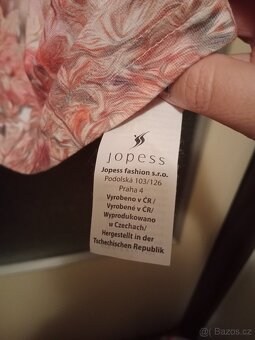 jopess
Jopess fashion s.r.o.
Podolská 103/126
Praha 4
Vyrobeno v ČR /
Vyrobené v ČR/
Wyprodukowano
w Czechach/
Hergestellt in der
Tschechischen Republik
© Bazos.cz